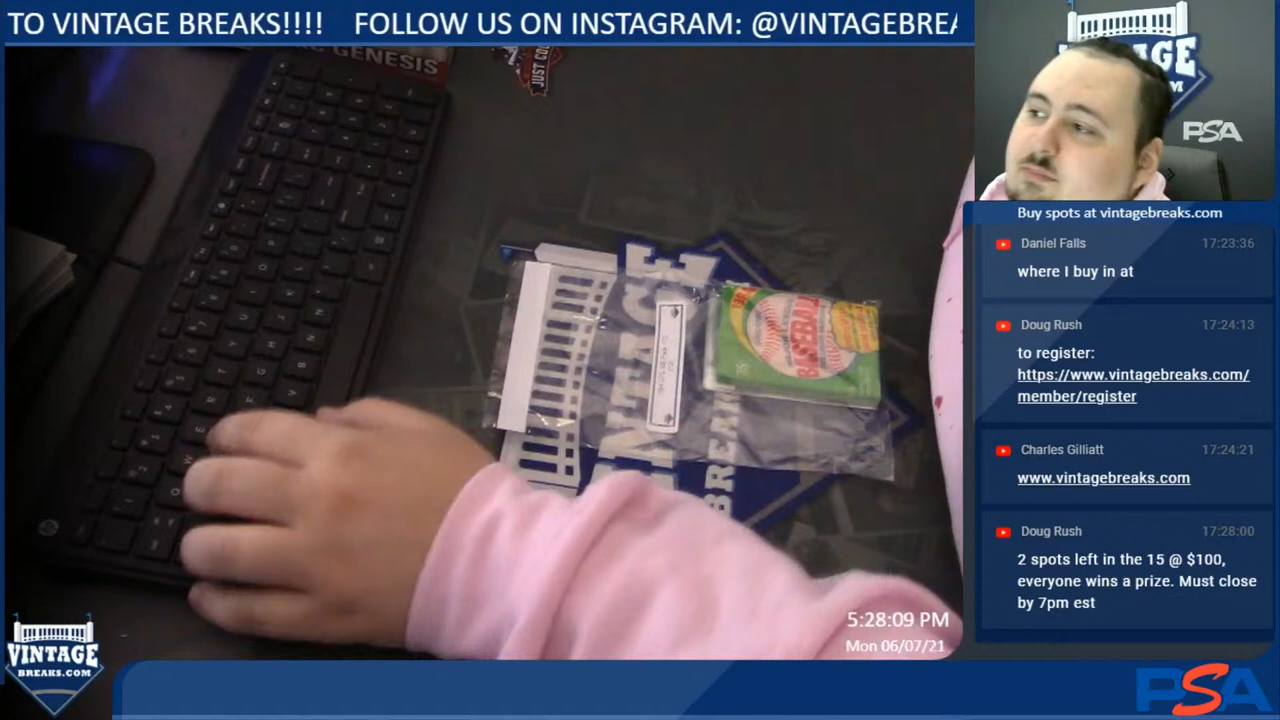 TO VINTAGE BREAKS!!!!    FOLLOW US ON INSTAGRAM: @VINTAGEBREA
GENESIS
JUST
PSA
Buy spots at vintagebreaks.com
Daniel Falls 17:23:36
where I buy in at
Doug Rush 17:24:13
to register:
https://www.vintagebreaks.com/
member/register
Charles Gilliatt 17:24:21
www.vintagebreaks.com
Doug Rush 17:28:00
2 spots left in the 15 @ $100,
everyone wins a prize. Must close
by 7pm est
VINTAGE
BREAK
BASEBALL
5:28:09 PM
Mon 06/07/21
VINTAGE
BREAKS.COM
PSA